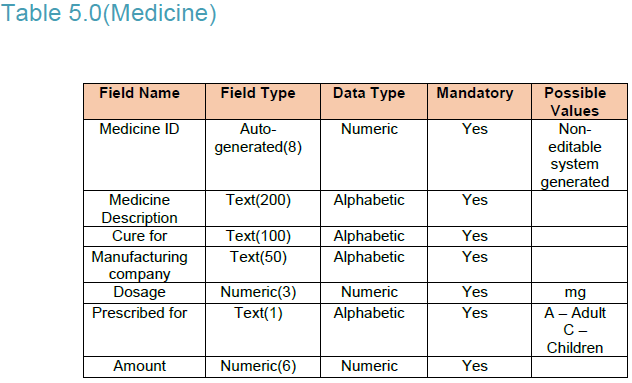 Table 5.0(Medicine)
Field Name Field Type Data Type Mandatory Possible
Values
Medicine ID Auto- Numeric Yes Non-
generated(8) editable
system
generated
Medicine Text(200) Alphabetic Yes
Description
Cure for Text(100) Alphabetic Yes
Manufacturing Text(50) Alphabetic Yes
company
Dosage Numeric(3) Numeric Yes mg
Prescribed for Text(1) Alphabetic Yes A – Adult
C –
Children
Amount Numeric(6) Numeric Yes